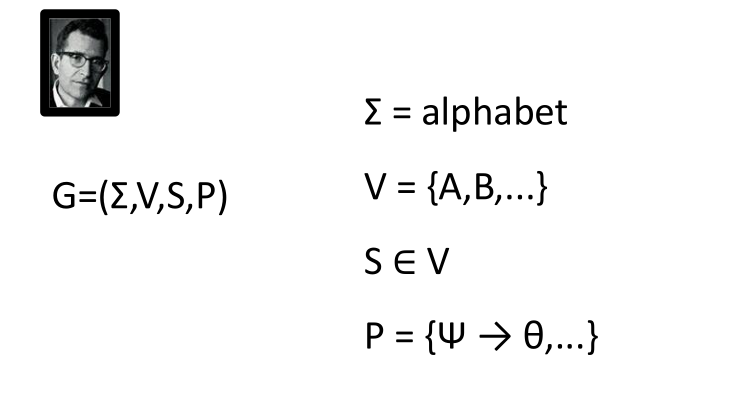 G=(Σ,V,S,P)
Σ = alphabet
V = {A,B,...}
S ∈ V
P = {Ψ → θ,...}